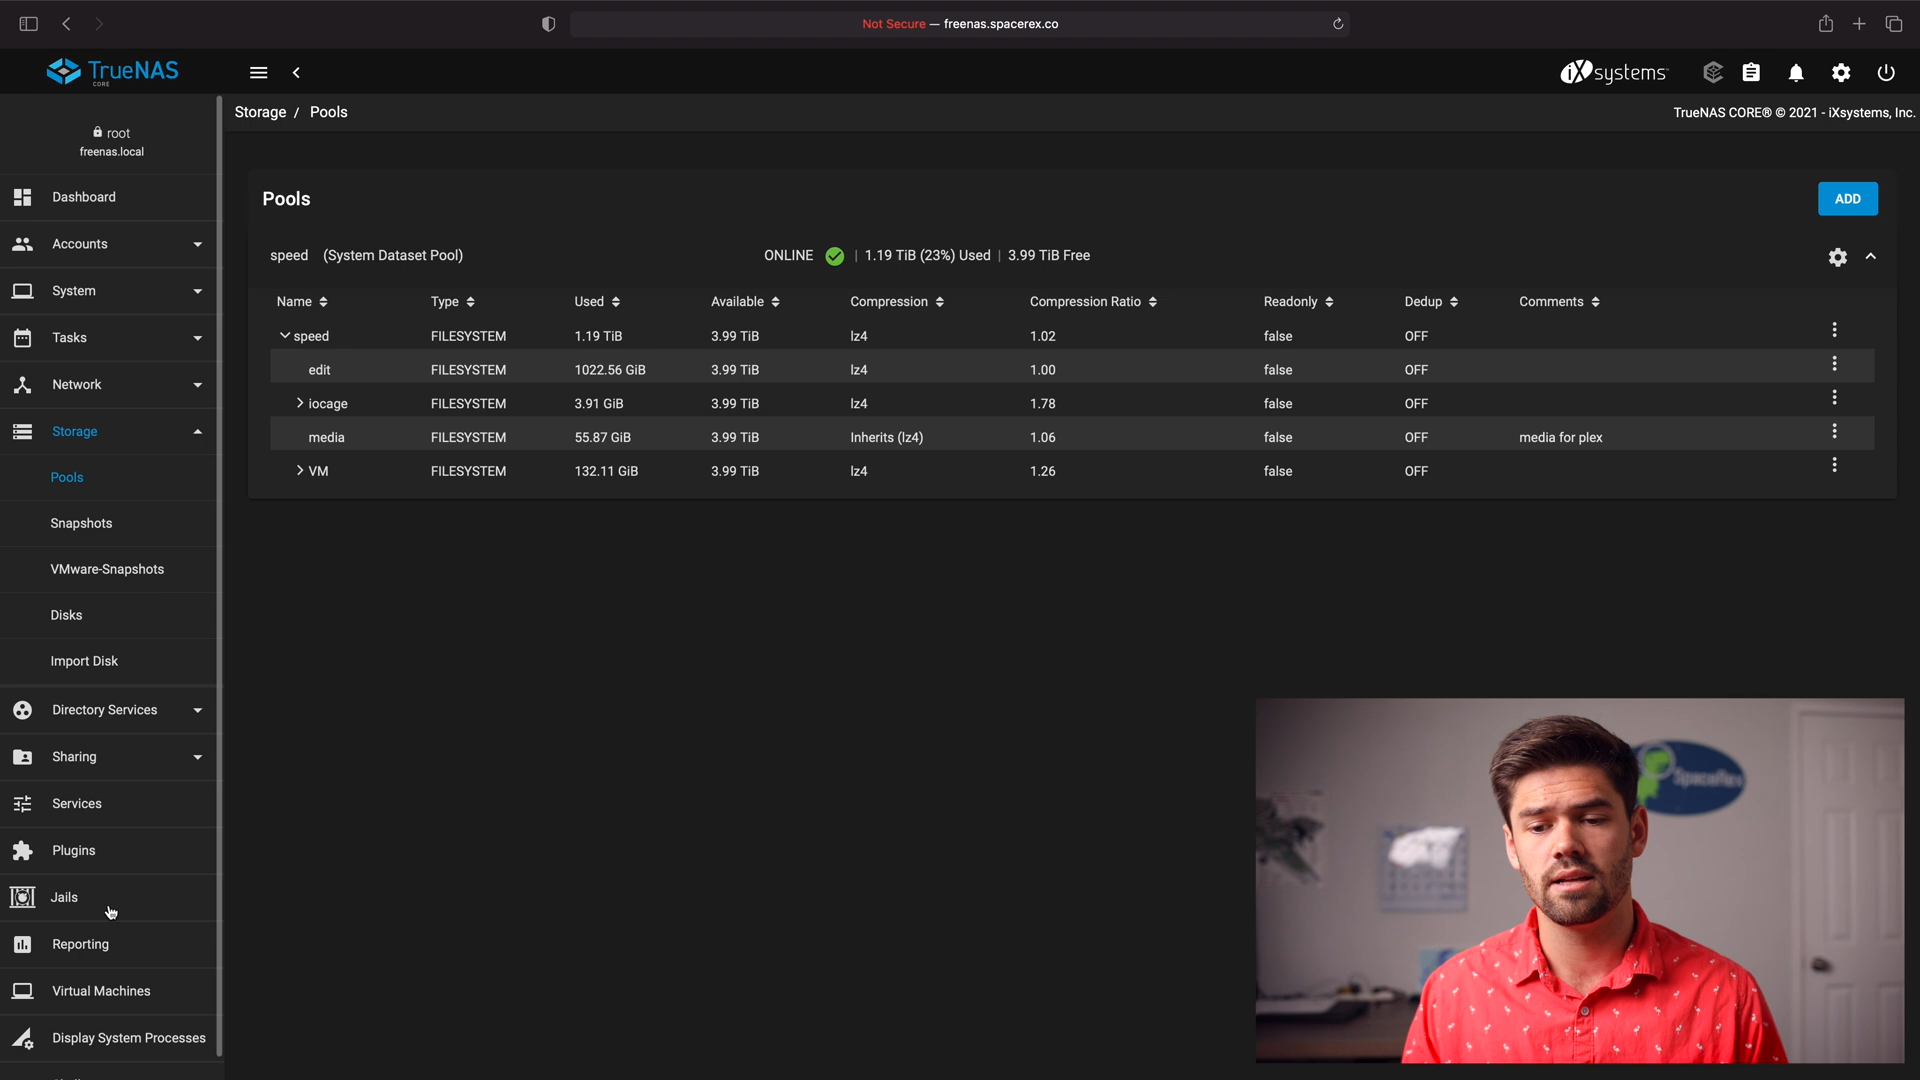 Not Secure — freenas.spacerex.co
TrueNAS
CORE
iXsystems
Storage / Pools
TrueNAS CORE® © 2021 - iXsystems, Inc.
root
freenas.local
Dashboard
Accounts
System
Tasks
Network
Storage
Pools
Snapshots
VMware-Snapshots
Disks
Import Disk
Directory Services
Sharing
Services
Plugins
Jails
Reporting
Virtual Machines
Display System Processes
Pools
ADD
speed (System Dataset Pool) ONLINE | 1.19 TiB (23%) Used | 3.99 TiB Free
Name Type Used Available Compression Compression Ratio Readonly Dedup Comments
speed FILESYSTEM 1.19 TiB 3.99 TiB lz4 1.02 false OFF
edit FILESYSTEM 1022.56 GiB 3.99 TiB lz4 1.00 false OFF
iocage FILESYSTEM 3.91 GiB 3.99 TiB lz4 1.78 false OFF
media FILESYSTEM 55.87 GiB 3.99 TiB Inherits (lz4) 1.06 false OFF media for plex
VM FILESYSTEM 132.11 GiB 3.99 TiB lz4 1.26 false OFF
SpaceRex